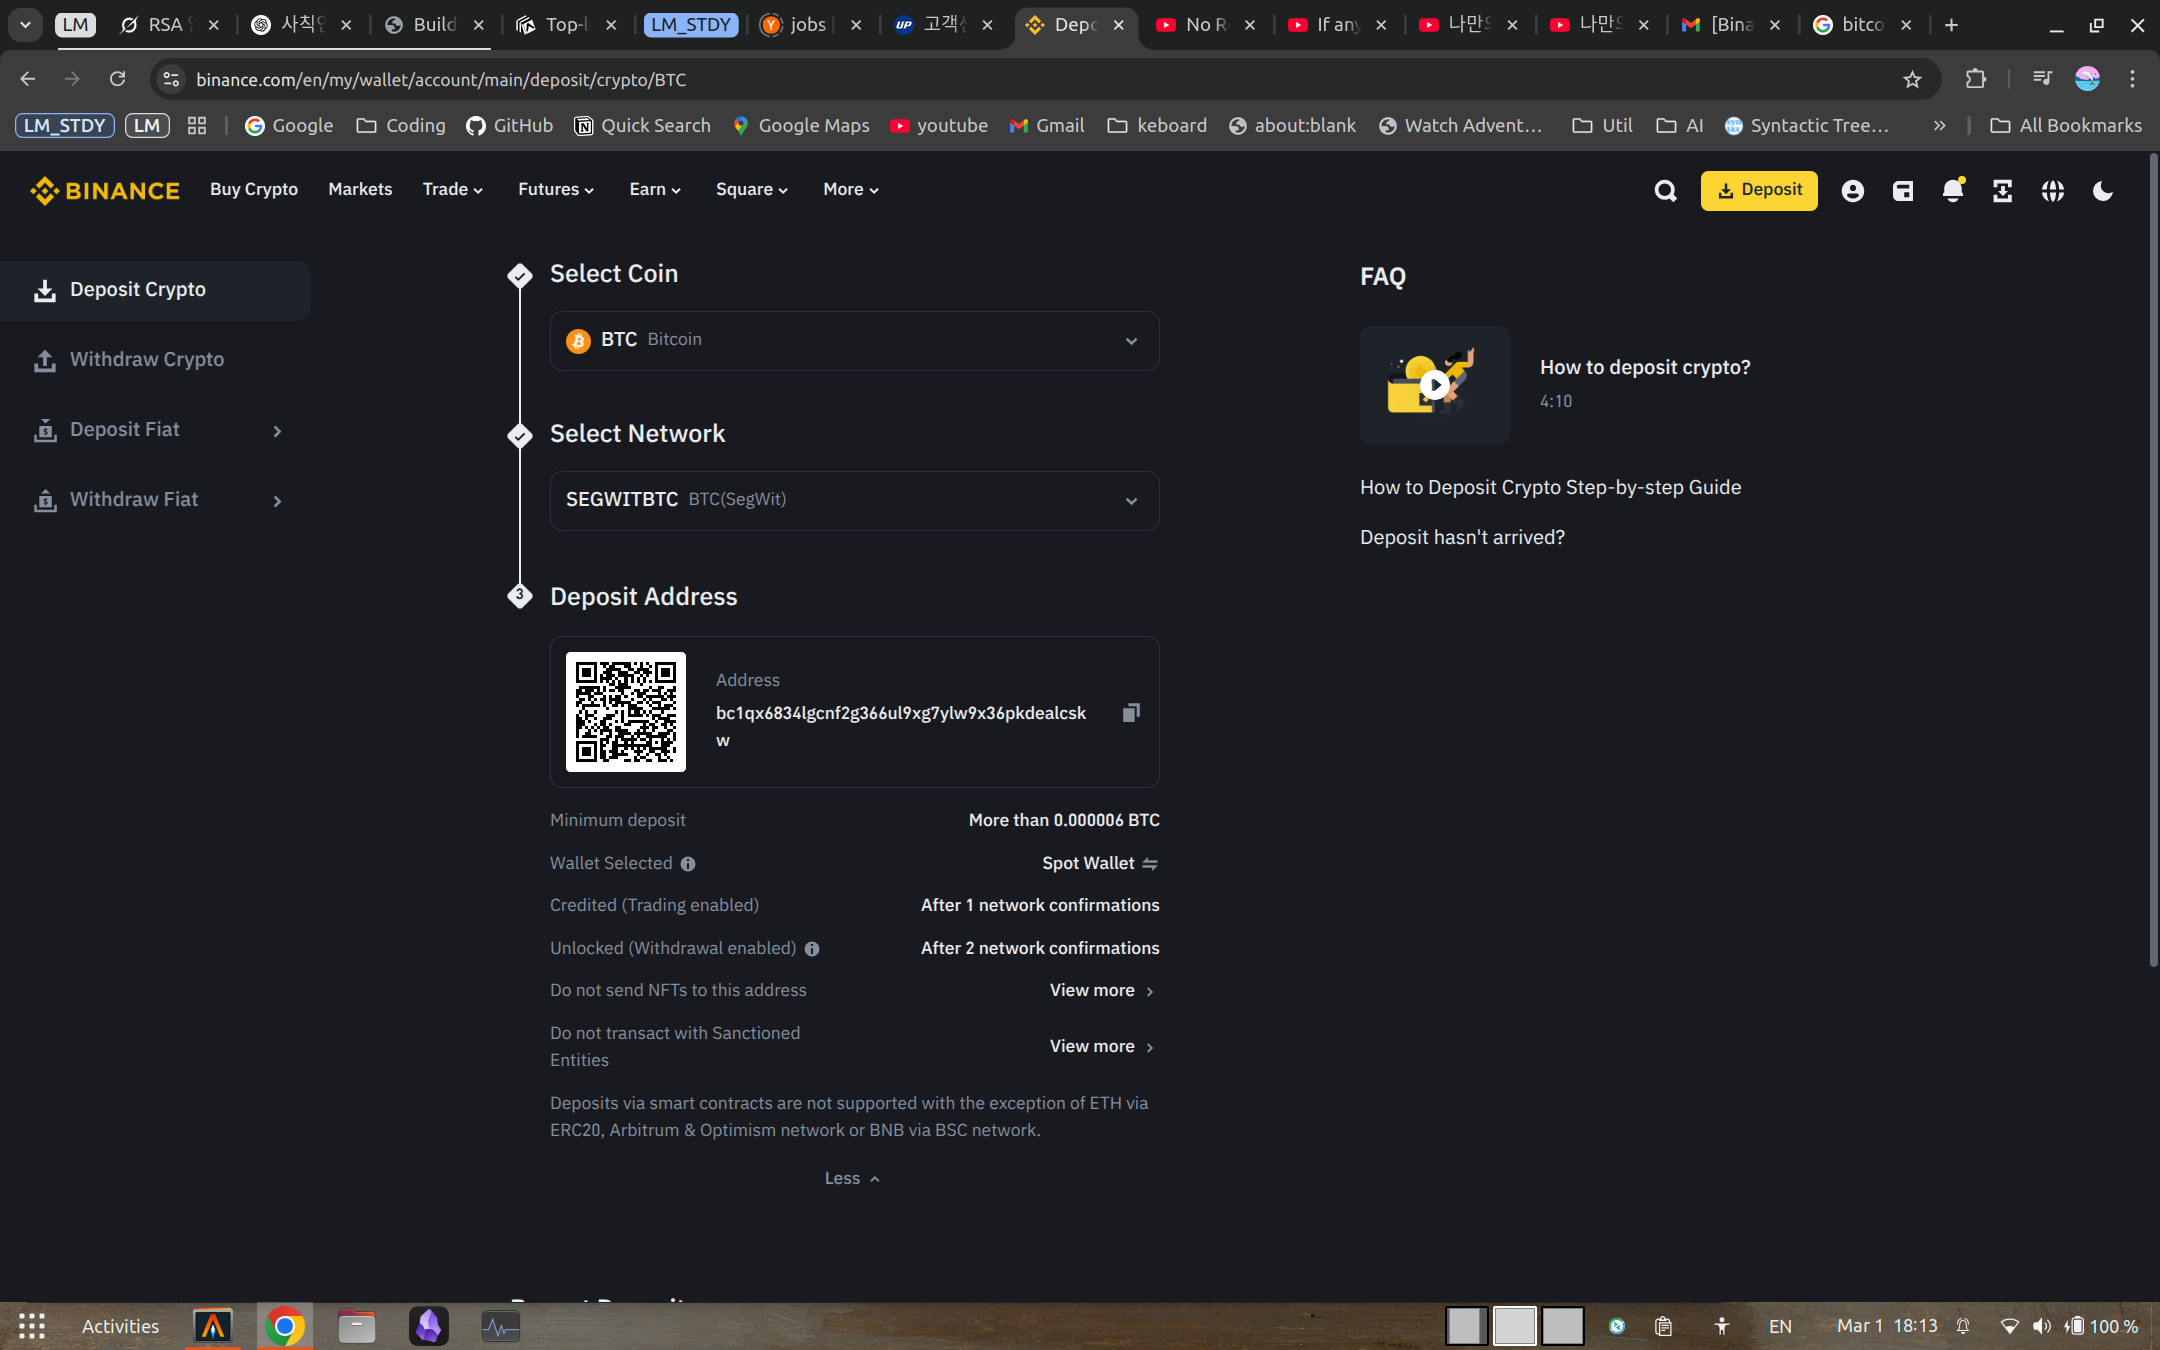 LM
RSA
사칙
Build
Top-l
LM_STDY
jobs
UP
고객
Depo
No R
If any
나만의
나만의
[Bina
bitco
binance.com/en/my/wallet/account/main/deposit/crypto/BTC
LM_STDY
LM
Google
Coding
GitHub
Quick Search
Google Maps
youtube
Gmail
keboard
about:blank
Watch Advent…
Util
AI
Syntactic Tree…
»
All Bookmarks
BINANCE
Buy Crypto
Markets
Trade
Futures
Earn
Square
More
Deposit
Deposit Crypto
Withdraw Crypto
Deposit Fiat
Withdraw Fiat
Select Coin
BTC Bitcoin
Select Network
SEGWITBTC BTC(SegWit)
3
Deposit Address
Address
bc1qx6834lgcnf2g366ul9xg7ylw9x36pkdealcsk
w
Minimum deposit
More than 0.000006 BTC
Wallet Selected
Spot Wallet
Credited (Trading enabled)
After 1 network confirmations
Unlocked (Withdrawal enabled)
After 2 network confirmations
Do not send NFTs to this address
View more
Do not transact with Sanctioned
Entities
View more
Deposits via smart contracts are not supported with the exception of ETH via
ERC20, Arbitrum & Optimism network or BNB via BSC network.
Less
FAQ
How to deposit crypto?
4:10
How to Deposit Crypto Step-by-step Guide
Deposit hasn't arrived?
Activities
EN
Mar 1 18:13
100 %